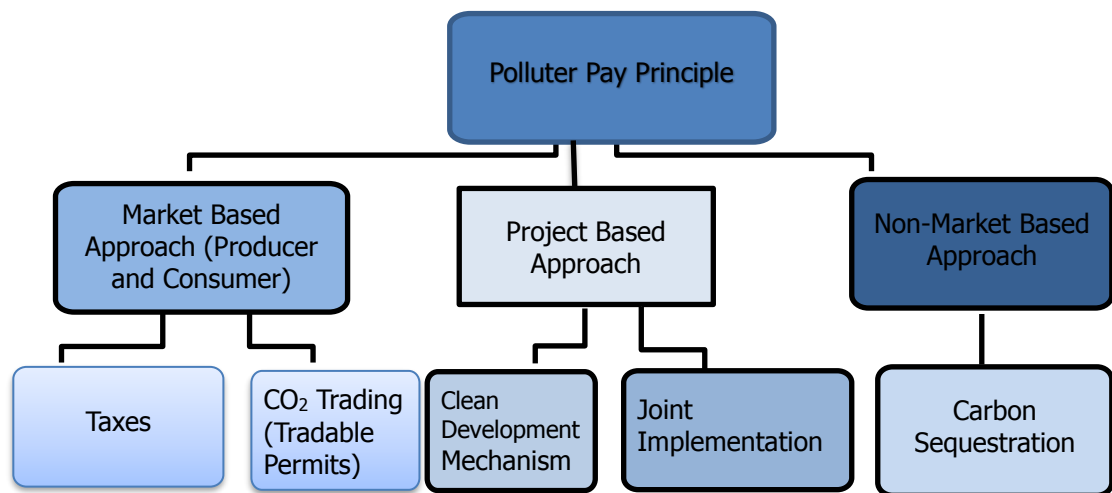 Polluter Pay Principle
Market Based
Approach (Producer
and Consumer)
Project Based
Approach
Non-Market Based
Approach
Taxes
CO₂ Trading
(Tradable
Permits)
Clean
Development
Mechanism
Joint
Implementation
Carbon
Sequestration